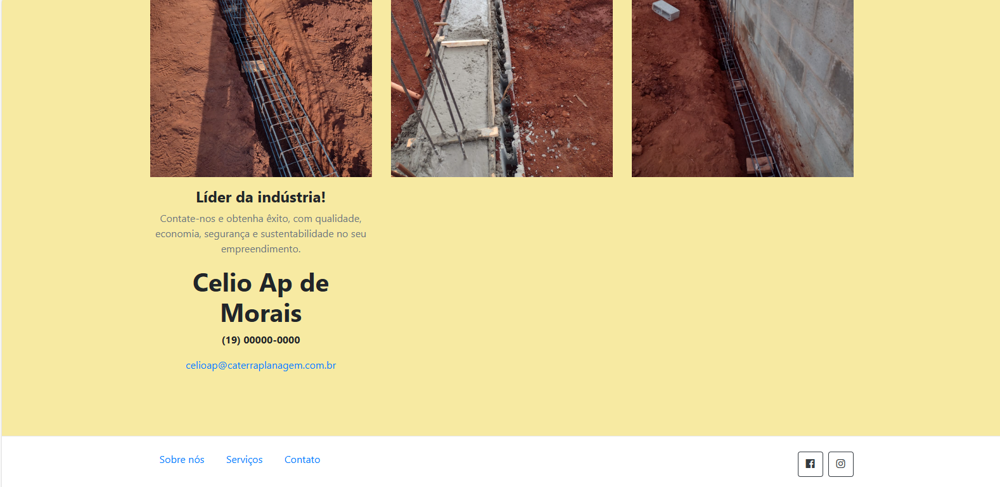 Líder da indústria!
Contate-nos e obtenha êxito, com qualidade,
economia, segurança e sustentabilidade no seu
empreendimento.
Celio Ap de
Morais
(19) 00000-0000
celioap@caterraplanagem.com.br
Sobre nós Serviços Contato